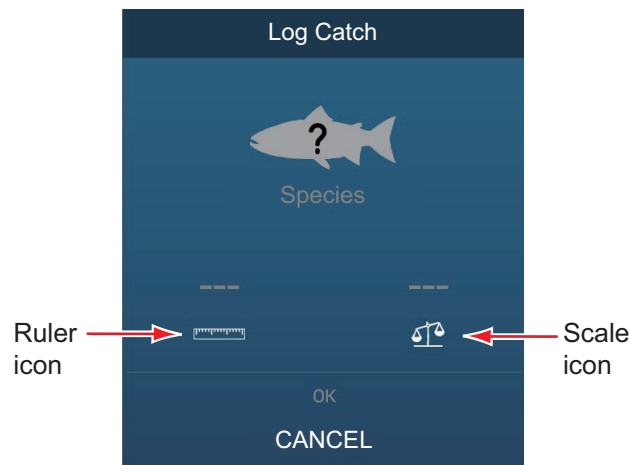 Log Catch
?
Species
--- ---
Ruler
icon
Scale
icon
OK
CANCEL